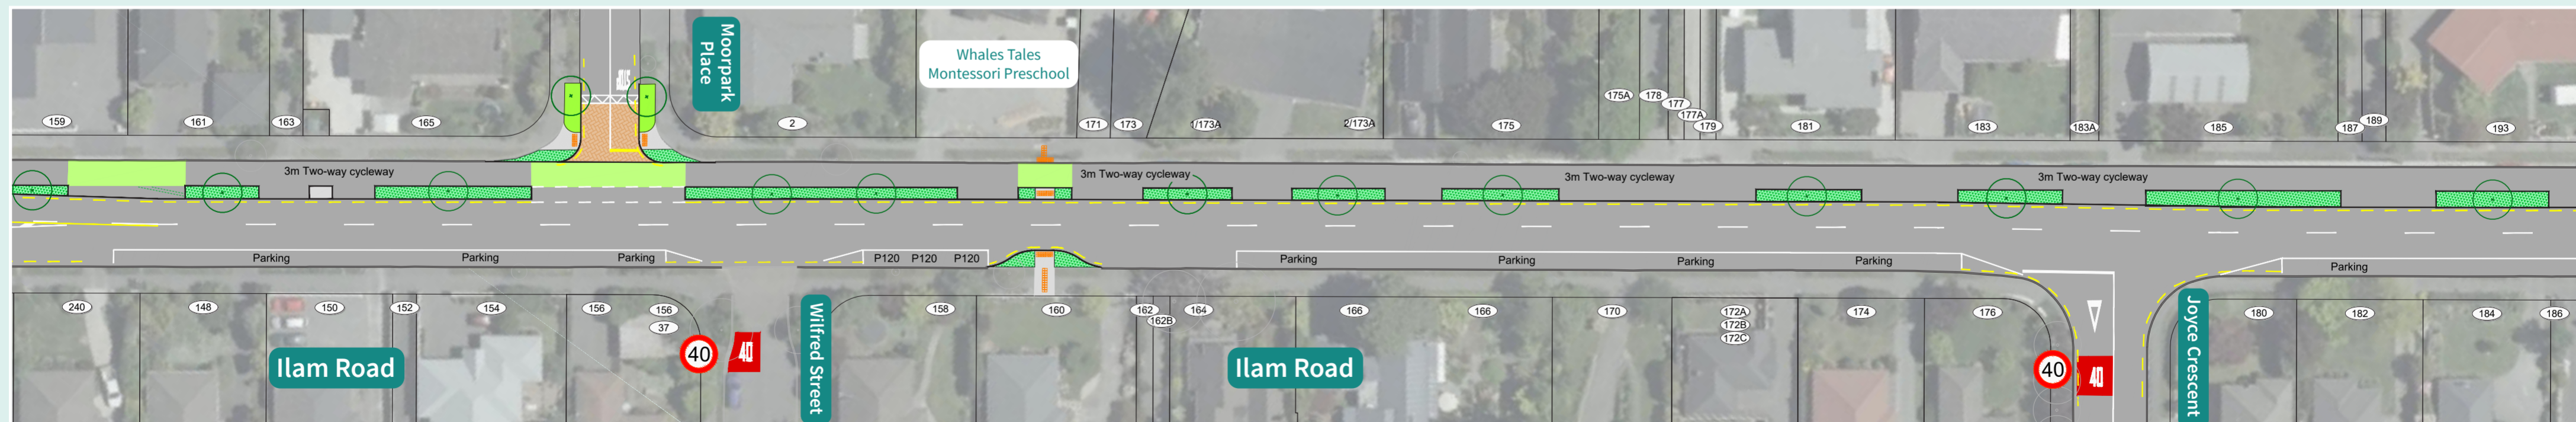 Moorpark
Place
Whales Tales
Montessori Preschool
159
161
163
165
2
171
173
1/173A
2/173A
175
175A
178
177
177A
179
181
183
183A
185
187
189
193
STOP
3m Two-way cycleway
3m Two-way cycleway
3m Two-way cycleway
3m Two-way cycleway
Parking
Parking
Parking
P120
P120
P120
Parking
Parking
Parking
Parking
Parking
240
148
150
152
154
156
156
37
158
160
162
162B
164
166
166
170
172A
172B
172C
174
176
180
182
184
186
Ilam Road
40
40
Wilfred Street
Ilam Road
40
40
Joyce Crescent